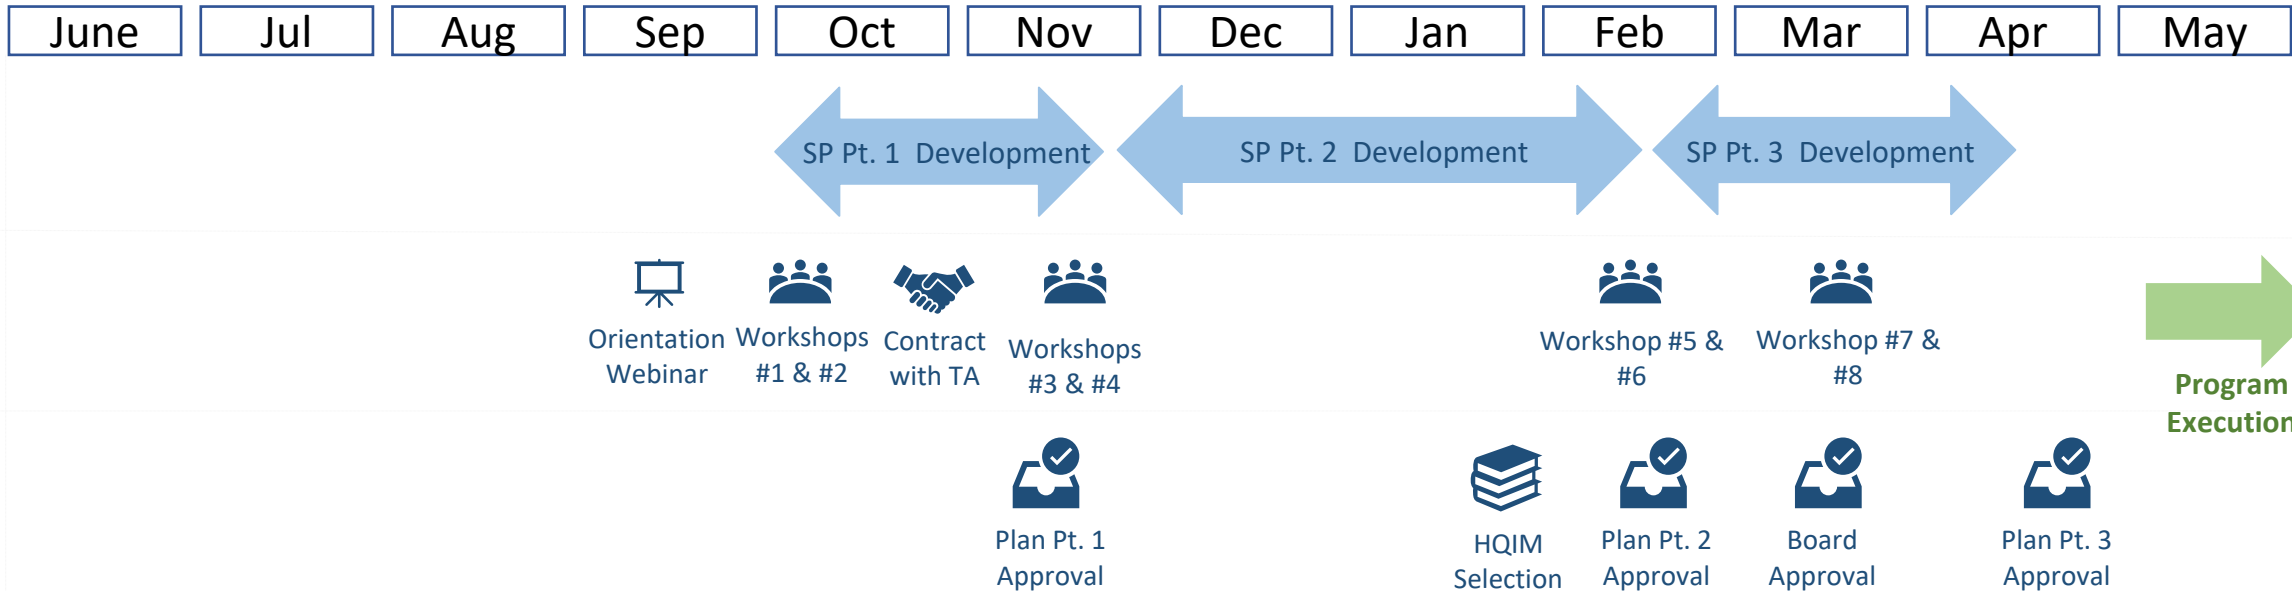 June Jul Aug Sep Oct Nov Dec Jan Feb Mar Apr May
SP Pt. 1 Development SP Pt. 2 Development SP Pt. 3 Development
Orientation
Webinar
Workshops
#1 & #2
Contract
with TA
Workshops
#3 & #4
Workshop #5 &
#6
Workshop #7 &
#8
Program
Execution
Plan Pt. 1
Approval
HQIM
Selection
Plan Pt. 2
Approval
Board
Approval
Plan Pt. 3
Approval